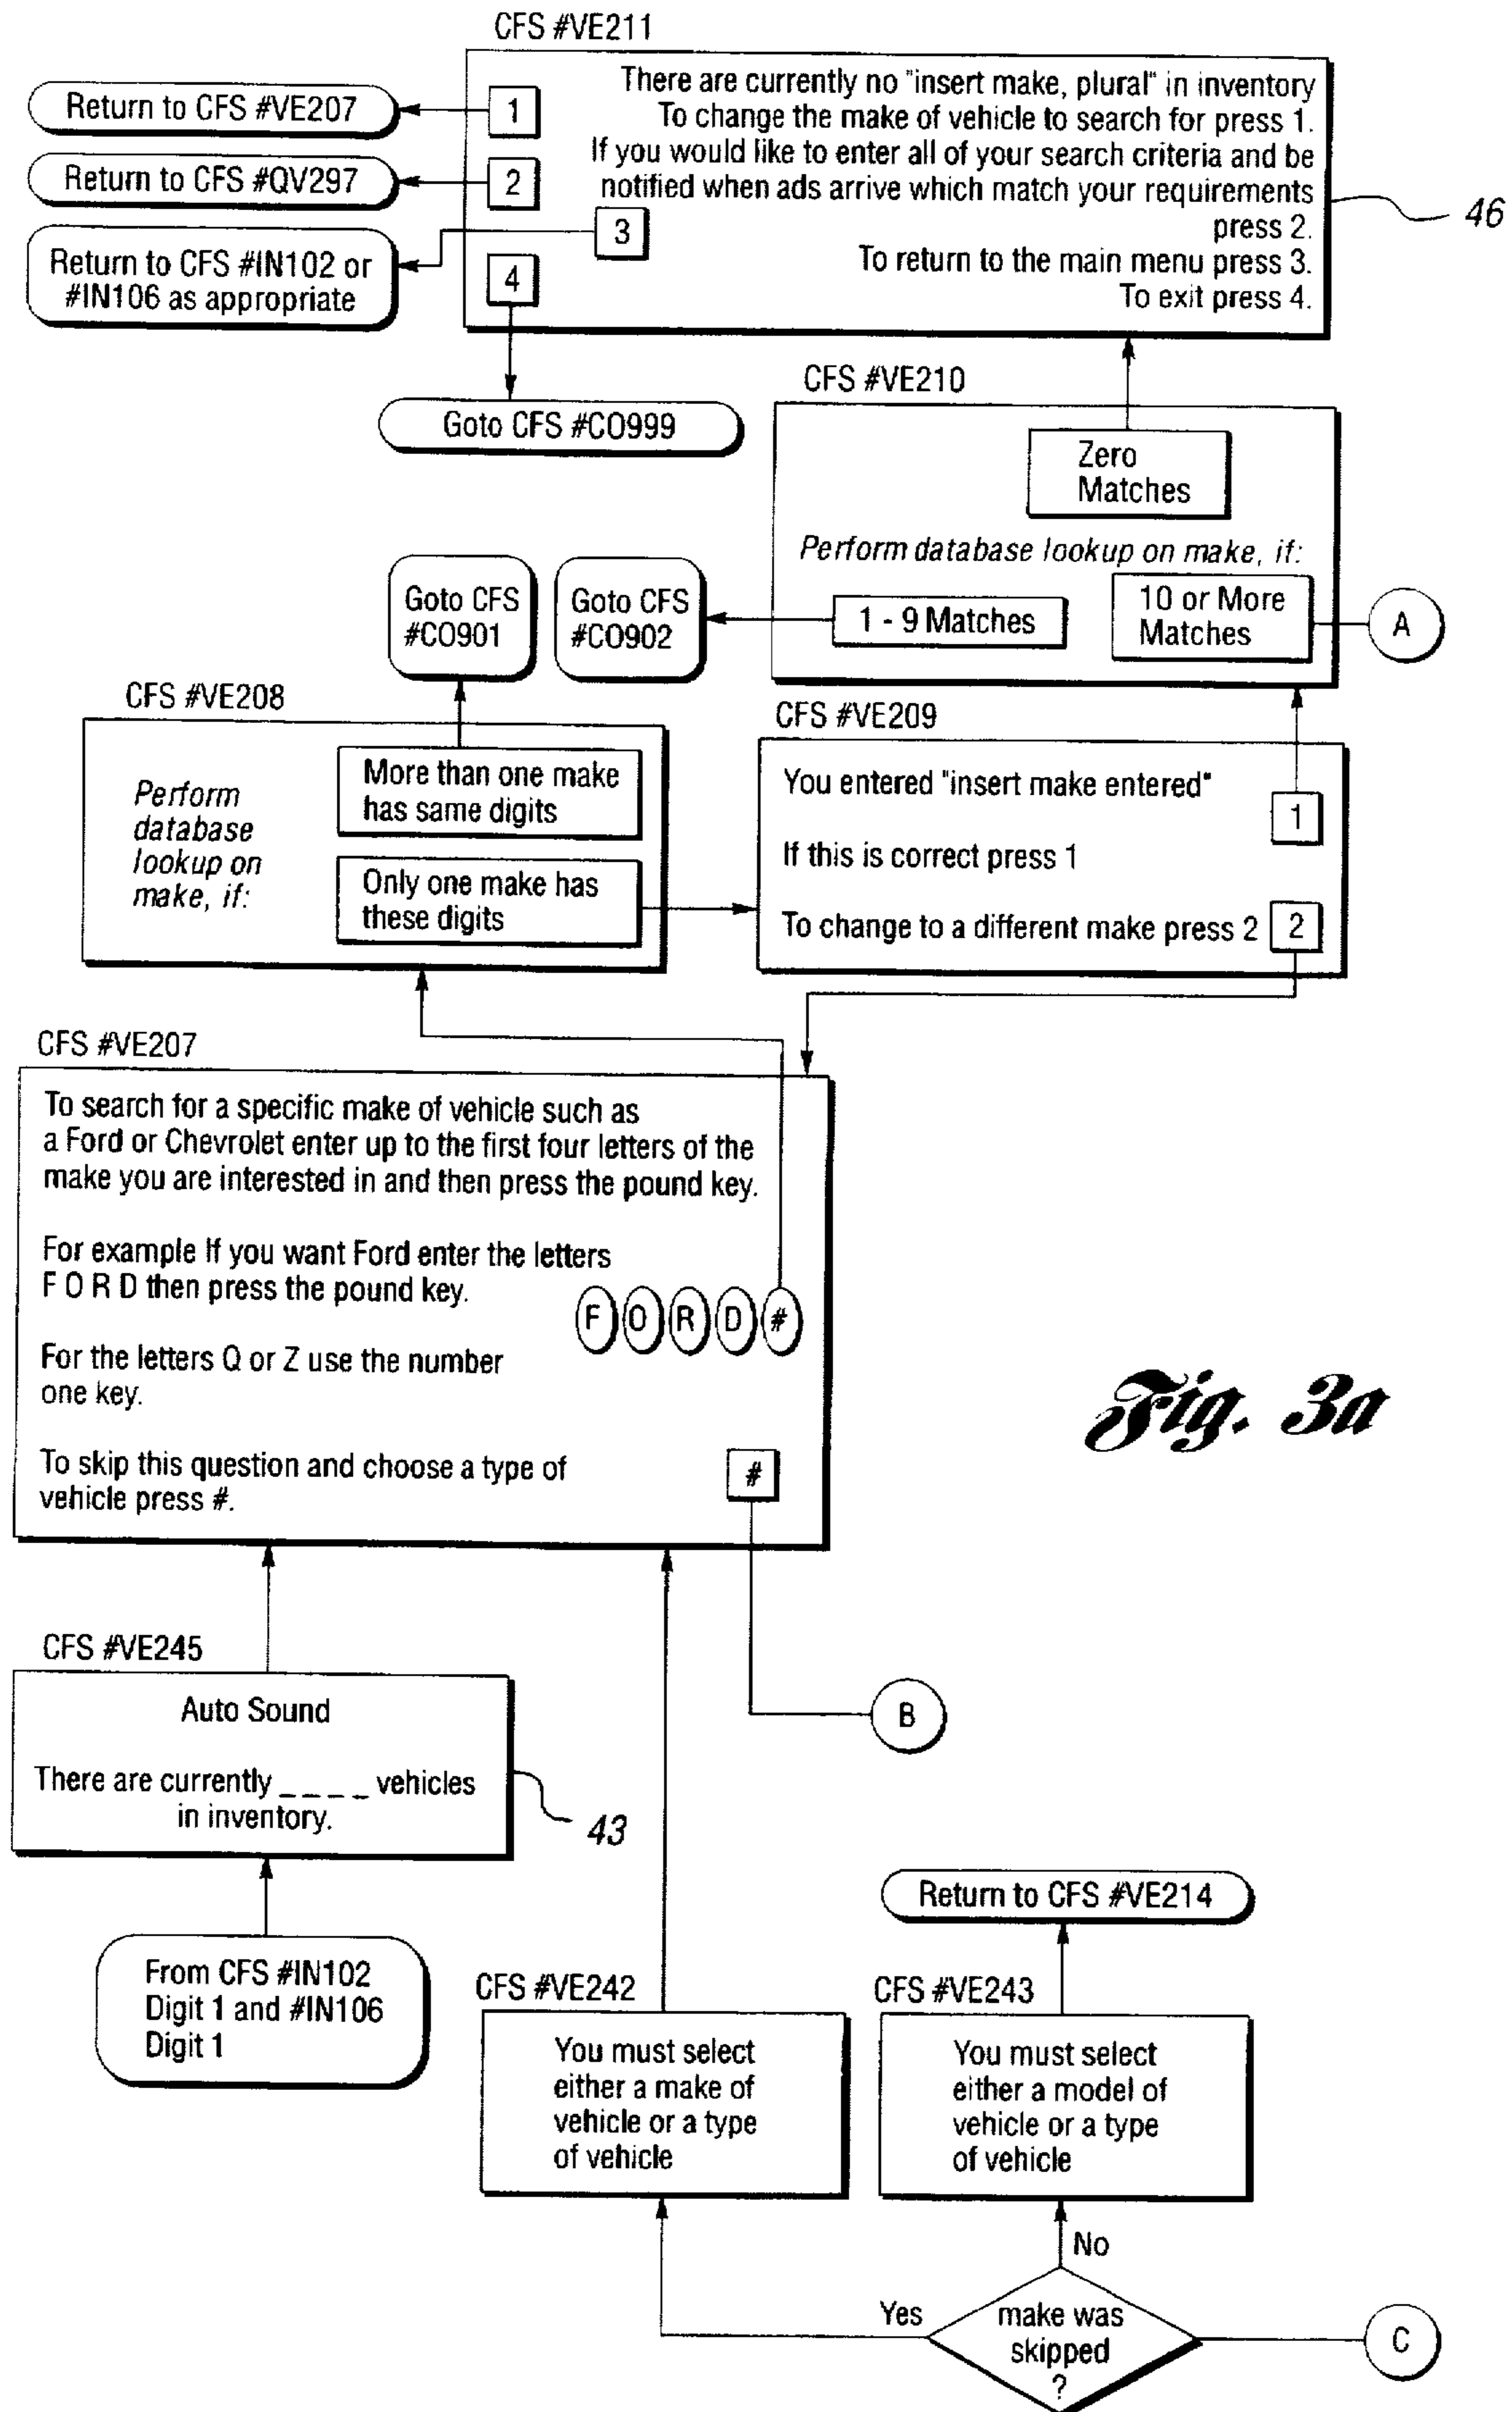 CFS #VE211
There are currently no "insert make, plural" in inventory
To change the make of vehicle to search for press 1.
If you would like to enter all of your search criteria and be
notified when ads arrive which match your requirements
press 2.
To return to the main menu press 3.
To exit press 4.
1
2
3
4
Return to CFS #VE207
Return to CFS #QV297
Return to CFS #IN102 or
#IN106 as appropriate
46
Goto CFS #CO999
CFS #VE210
Zero
Matches
Perform database lookup on make, if:
1 - 9 Matches
10 or More
Matches
A
Goto CFS
#CO901
Goto CFS
#CO902
CFS #VE208
Perform
database
lookup on
make, if:
More than one make
has same digits
Only one make has
these digits
CFS #VE209
You entered "insert make entered"
1
If this is correct press 1
To change to a different make press 2
2
CFS #VE207
To search for a specific make of vehicle such as
a Ford or Chevrolet enter up to the first four letters of the
make you are interested in and then press the pound key.
For example If you want Ford enter the letters
F O R D then press the pound key.
F O R D #
For the letters Q or Z use the number
one key.
To skip this question and choose a type of
vehicle press #.
#
Fig. 3a
CFS #VE245
Auto Sound
There are currently _ _ _ _ vehicles
in inventory.
43
B
From CFS #IN102
Digit 1 and #IN106
Digit 1
Return to CFS #VE214
CFS #VE242
You must select
either a make of
vehicle or a type
of vehicle
CFS #VE243
You must select
either a model of
vehicle or a type
of vehicle
No
Yes
make was
skipped
?
C